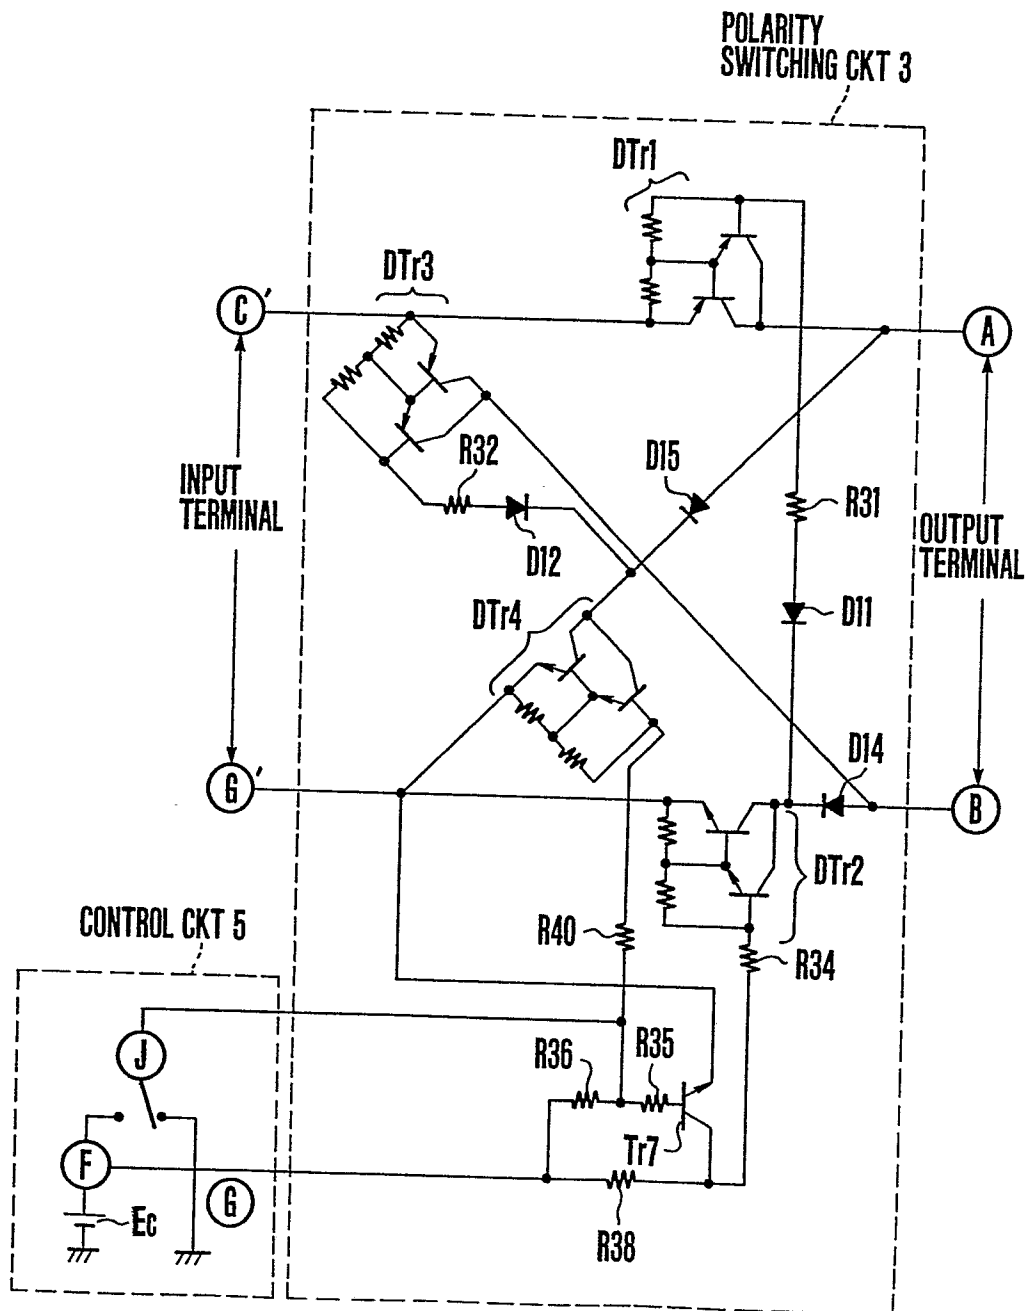 POLARITY
SWITCHING CKT 3
DTr1
DTr3
C'
A
R32
D15
R31
INPUT
TERMINAL
OUTPUT
TERMINAL
D12
D11
DTr4
D14
G'
B
DTr2
CONTROL CKT 5
R40
R34
J
R36
R35
Tr7
F
G
Ec
R38